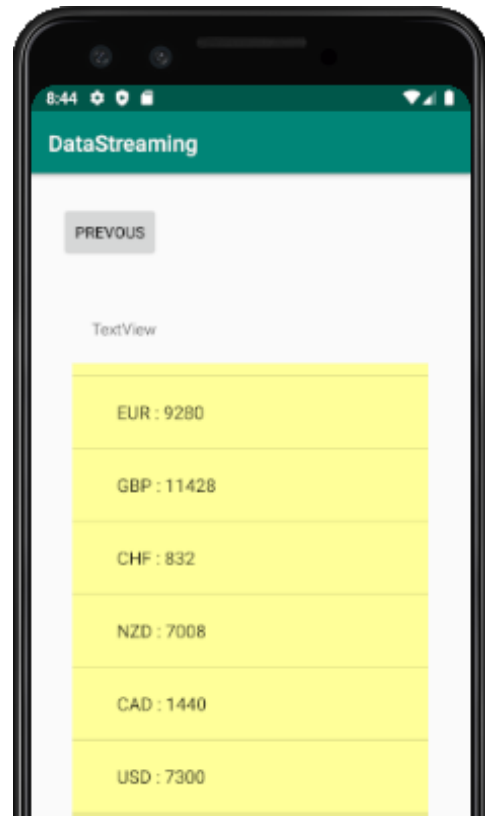 8:44
DataStreaming
PREVOUS
TextView
EUR : 9280
GBP : 11428
CHF : 832
NZD : 7008
CAD : 1440
USD : 7300